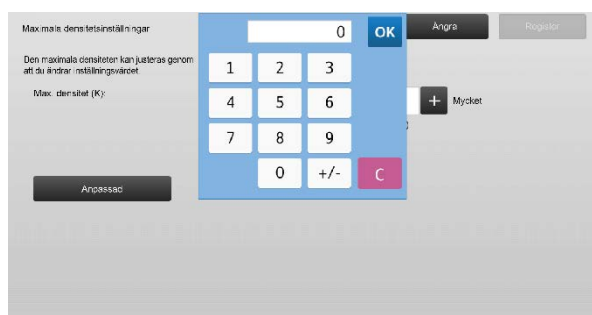 Maximala densitetsinställningar
0
OK
Ångra
Registor
Den maximala densiteten kan justeras genom
att du ändrar inställningsvärdet.
Max. densitet (K):
1 2 3
4 5 6
+ Mycket
7 8 9
0 +/- C
Anpassad